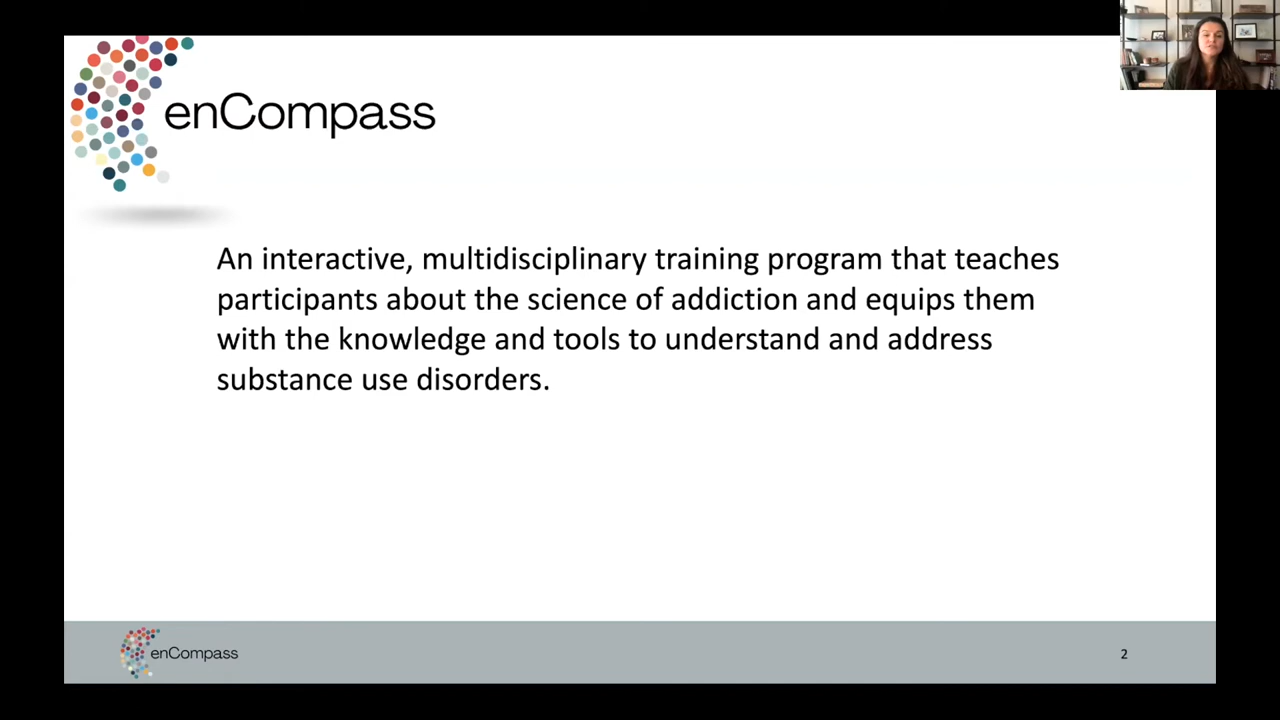 enCompass
An interactive, multidisciplinary training program that teaches
participants about the science of addiction and equips them
with the knowledge and tools to understand and address
substance use disorders.
enCompass
2